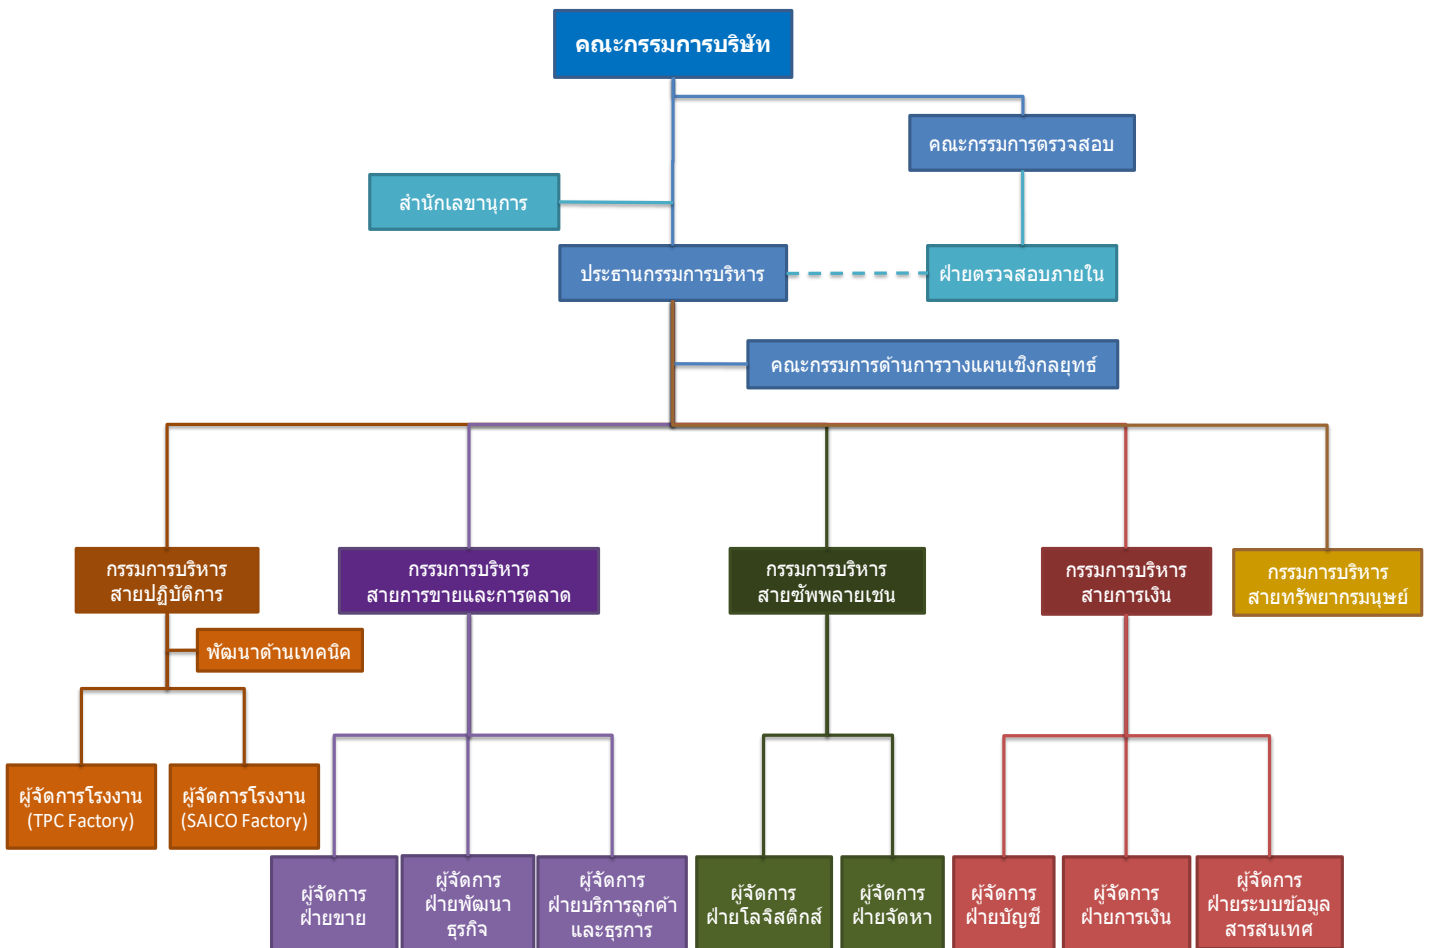 คณะกรรมการบริษัท
คณะกรรมการตรวจสอบ
สำนักเลขานุการ
ประธานกรรมการบริหาร
ฝ่ายตรวจสอบภายใน
คณะกรรมการด้านการวางแผนเชิงกลยุทธ์
กรรมการบริหาร
สายปฏิบัติการ
กรรมการบริหาร
สายการขายและการตลาด
กรรมการบริหาร
สายซัพพลายเชน
กรรมการบริหาร
สายการเงิน
กรรมการบริหาร
สายทรัพยากรมนุษย์
พัฒนาด้านเทคนิค
ผู้จัดการโรงงาน
(TPC Factory)
ผู้จัดการโรงงาน
(SAICO Factory)
ผู้จัดการ
ฝ่ายขาย
ผู้จัดการ
ฝ่ายพัฒนา
ธุรกิจ
ผู้จัดการ
ฝ่ายบริการลูกค้า
และธุรการ
ผู้จัดการ
ฝ่ายโลจิสติกส์
ผู้จัดการ
ฝ่ายจัดหา
ผู้จัดการ
ฝ่ายบัญชี
ผู้จัดการ
ฝ่ายการเงิน
ผู้จัดการ
ฝ่ายระบบข้อมูล
สารสนเทศ